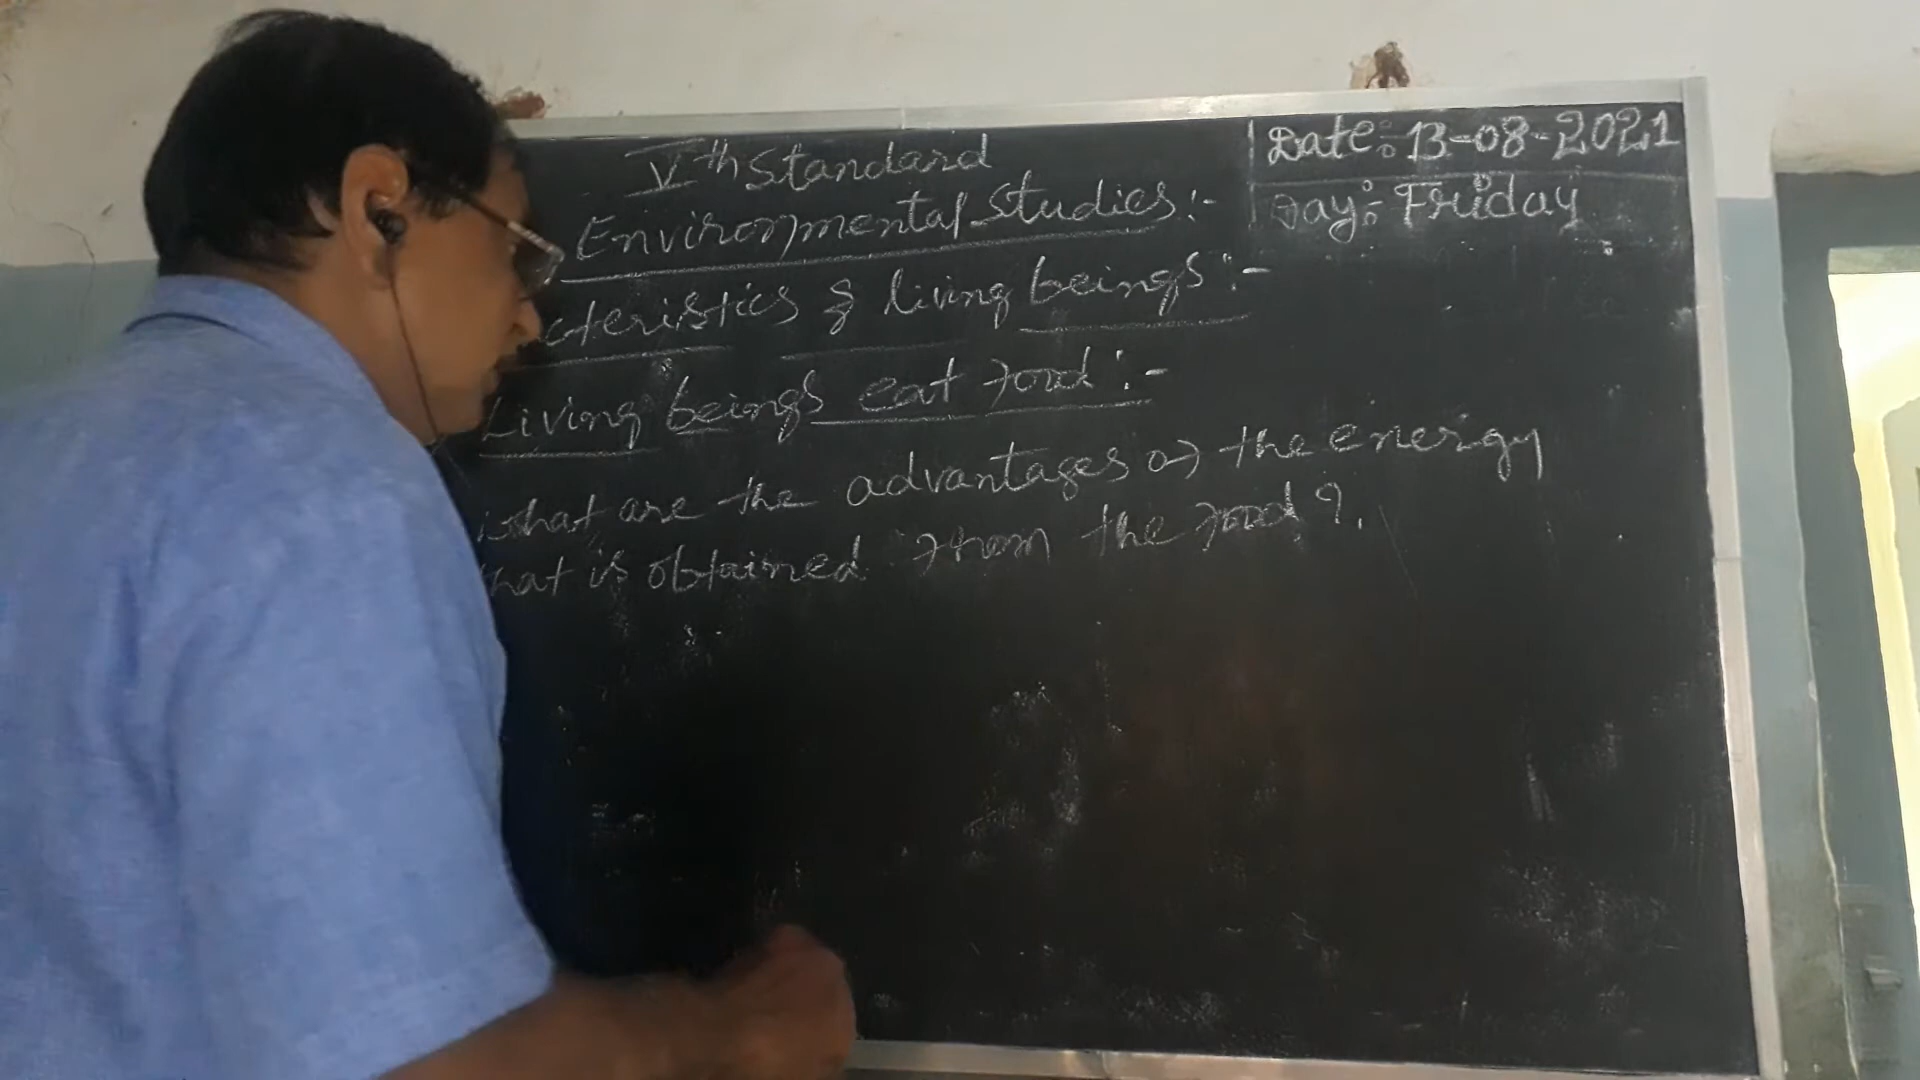 Vth Standard
Date: 13-08-2021
Day: Friday
Environmental Studies:-
cteristics of living beings:-
Living beings eat food:-
What are the advantages of the energy
hat is obtained from the food?